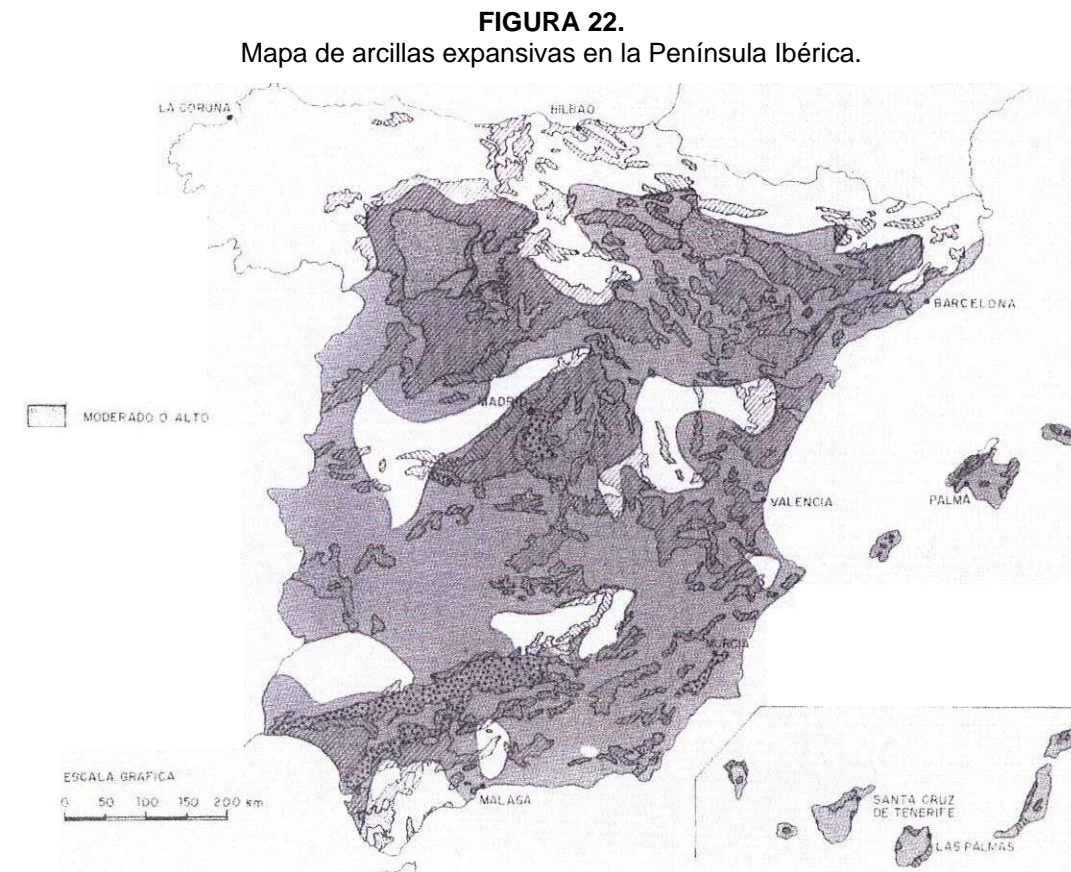 FIGURA 22.
Mapa de arcillas expansivas en la Península Ibérica.
LA CORUÑA
BILBAO
BARCELONA
MADRID
MODERADO O ALTO
PALMA
VALENCIA
MURCIA
ESCALA GRAFICA
0 50 100 150 200 km
MALAGA
SANTA CRUZ
DE TENERIFE
LAS PALMAS